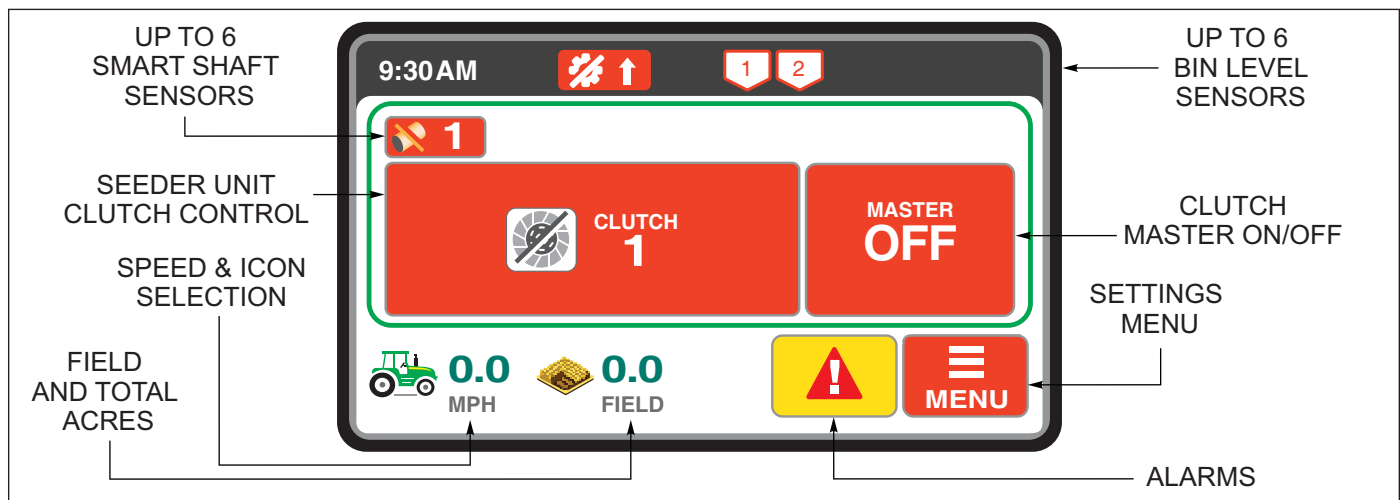 UP TO 6
SMART SHAFT
SENSORS
UP TO 6
BIN LEVEL
SENSORS
9:30 AM
1
2
1
SEEDER UNIT
CLUTCH CONTROL
CLUTCH
1
MASTER
OFF
CLUTCH
MASTER ON/OFF
SPEED & ICON
SELECTION
SETTINGS
MENU
FIELD
AND TOTAL
ACRES
0.0
MPH
0.0
FIELD
MENU
ALARMS